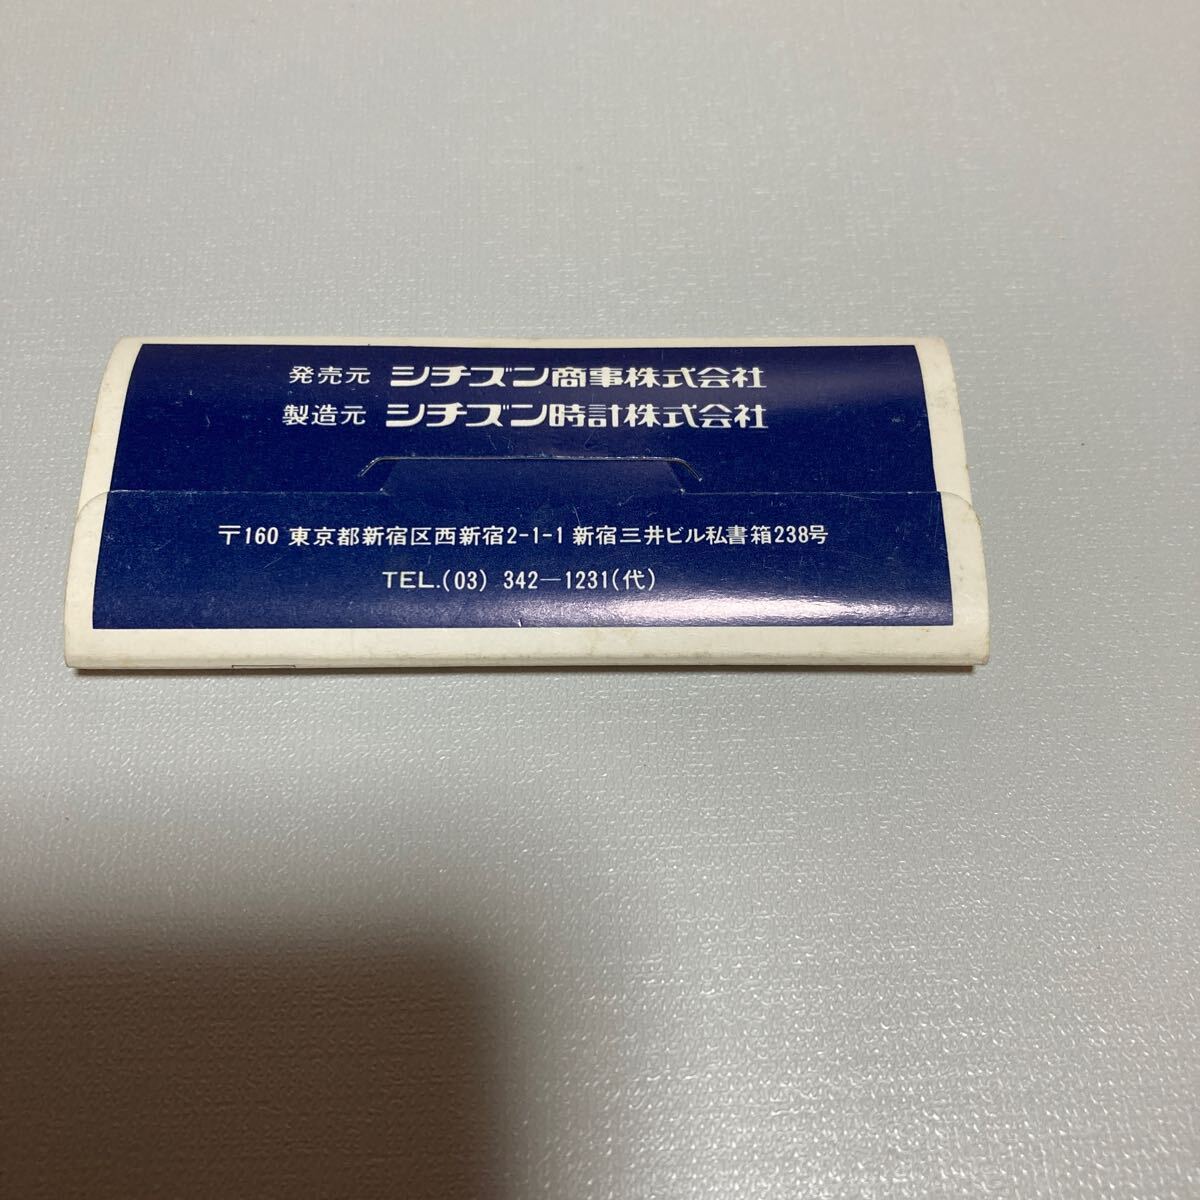 発売元 シチズン商事株式会社
製造元 シチズン時計株式会社
〒160 東京都新宿区西新宿2-1-1 新宿三井ビル私書箱238号
TEL.(03) 342-1231(代)